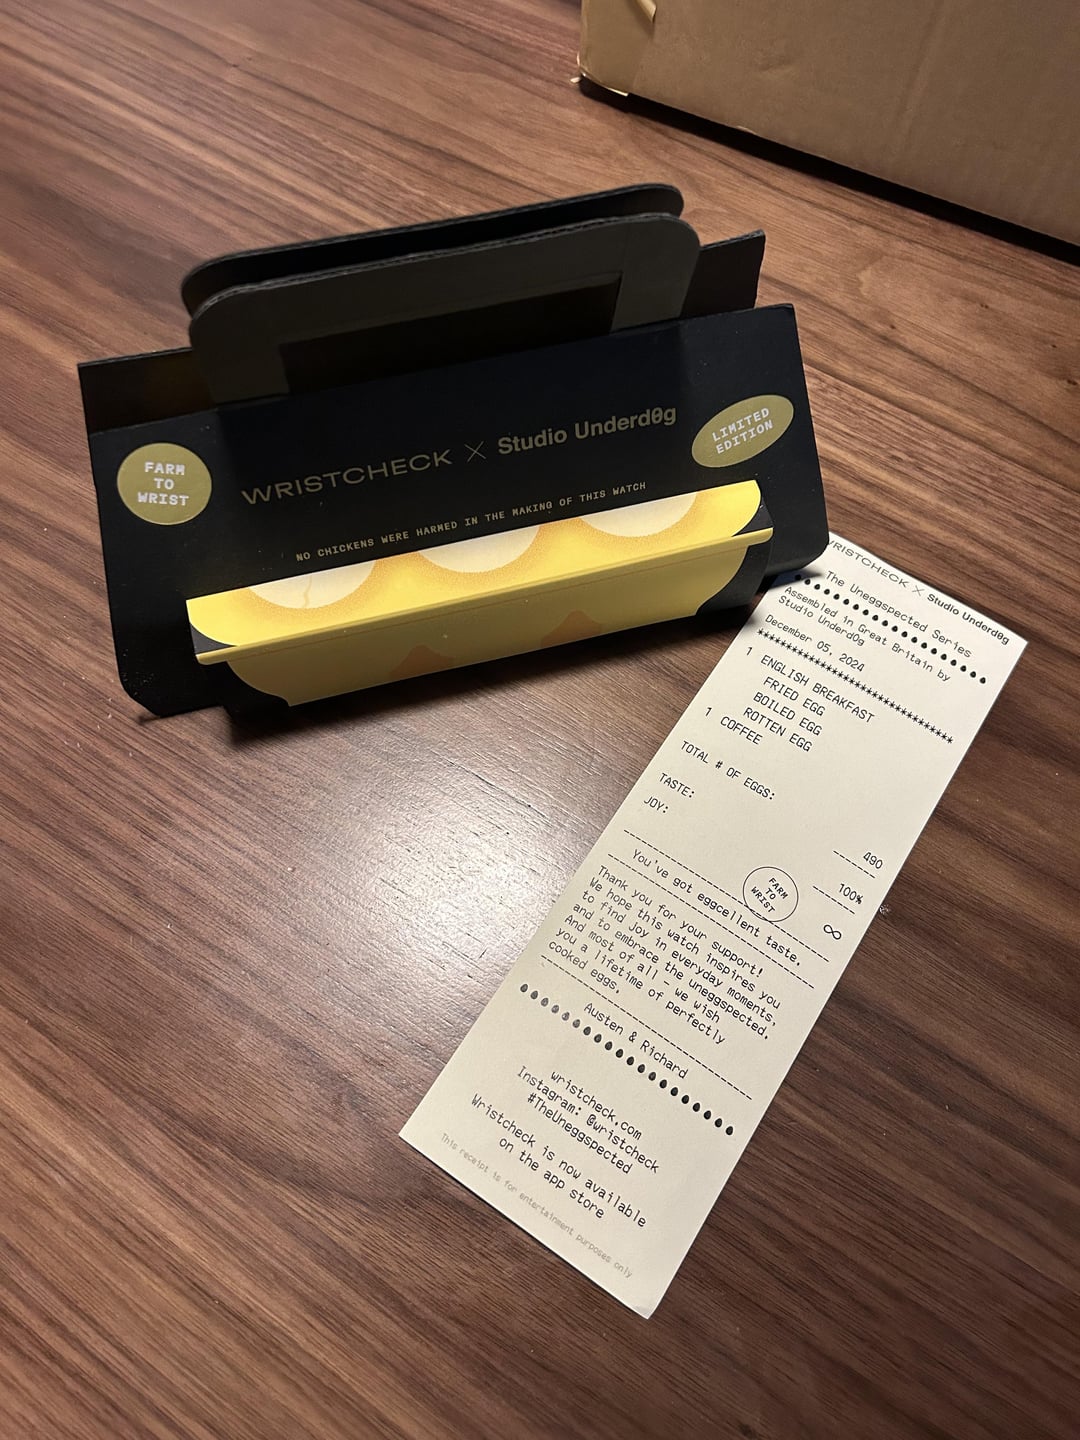 FARM
TO
WRIST
WRISTCHECK X Studio Underd0g
LIMITED
EDITION
NO CHICKENS WERE HARMED IN THE MAKING OF THIS WATCH
WRISTCHECK X Studio Underd0g
The Uneggspected Series
Assembled in Great Britain by
Studio Underd0g
December 05, 2024
*******************************
1 ENGLISH BREAKFAST
FRIED EGG
BOILED EGG
ROTTEN EGG
1 COFFEE
TOTAL # OF EGGS: 490
TASTE: 100%
JOY: ∞
You've got eggcellent taste.
FARM
TO
WRIST
Thank you for your support!
We hope this watch inspires you
to find joy in everyday moments,
and to embrace the uneggspected.
And most of all – we wish
you a lifetime of perfectly
cooked eggs.
Austen & Richard
wristcheck.com
Instagram: @wristcheck
#TheUneggspected
Wristcheck is now available
on the app store
This receipt is for entertainment purposes only